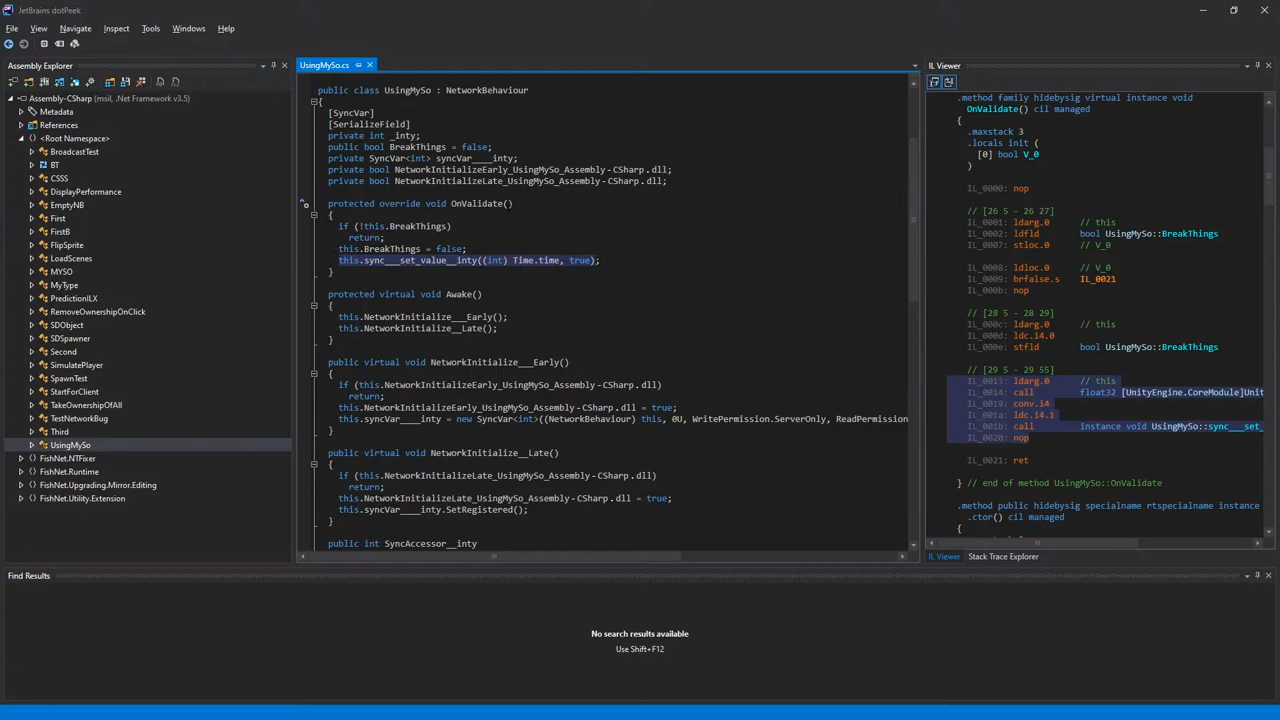 JetBrains dotPeek
File View Navigate Inspect Tools Windows Help
Assembly Explorer
Assembly-CSharp (msil, .Net Framework v3.5)
Metadata
References
<Root Namespace>
BroadcastTest
BT
CSSS
DisplayPerformance
EmptyNB
First
FirstB
FlipSprite
LoadScenes
MYSO
MyType
PredictionILX
RemoveOwnershipOnClick
SDObject
SDSpawner
Second
SimulatePlayer
SpawnTest
StartForClient
TakeOwnershipOfAll
TestNetworkBug
Third
UsingMySo
FishNet.NTFixer
FishNet.Runtime
FishNet.Upgrading.Mirror.Editing
FishNet.Utility.Extension
UsingMySo.cs
public class UsingMySo : NetworkBehaviour
{
[SyncVar]
[SerializeField]
private int _inty;
public bool BreakThings = false;
private SyncVar<int> syncVar____inty;
private bool NetworkInitializeEarly_UsingMySo_Assembly-CSharp.dll;
private bool NetworkInitializeLate_UsingMySo_Assembly-CSharp.dll;
protected override void OnValidate()
{
if (!this.BreakThings)
return;
this.BreakThings = false;
this.sync___set_value__inty((int) Time.time, true);
}
protected virtual void Awake()
{
this.NetworkInitialize___Early();
this.NetworkInitialize__Late();
}
public virtual void NetworkInitialize___Early()
{
if (this.NetworkInitializeEarly_UsingMySo_Assembly-CSharp.dll)
return;
this.NetworkInitializeEarly_UsingMySo_Assembly-CSharp.dll = true;
this.syncVar____inty = new SyncVar<int>((NetworkBehaviour) this, 0U, WritePermission.ServerOnly, ReadPermission
}
public virtual void NetworkInitialize__Late()
{
if (this.NetworkInitializeLate_UsingMySo_Assembly-CSharp.dll)
return;
this.NetworkInitializeLate_UsingMySo_Assembly-CSharp.dll = true;
this.syncVar____inty.SetRegistered();
}
public int SyncAccessor__inty
IL Viewer
.method family hidebysig virtual instance void
OnValidate() cil managed
{
.maxstack 3
.locals init (
[0] bool V_0
)
IL_0000: nop
// [26 5 - 26 27]
IL_0001: ldarg.0 // this
IL_0002: ldfld bool UsingMySo::BreakThings
IL_0007: stloc.0 // V_0
IL_0008: ldloc.0 // V_0
IL_0009: brfalse.s IL_0021
IL_000b: nop
// [28 5 - 28 29]
IL_000c: ldarg.0 // this
IL_000d: ldc.i4.0
IL_000e: stfld bool UsingMySo::BreakThings
// [29 5 - 29 55]
IL_0013: ldarg.0 // this
IL_0014: call float32 [UnityEngine.CoreModule]Unit
IL_0019: conv.i4
IL_001a: ldc.i4.1
IL_001b: call instance void UsingMySo::sync___set_
IL_0020: nop
IL_0021: ret
} // end of method UsingMySo::OnValidate
.method public hidebysig specialname rtspecialname instance
.ctor() cil managed
{
IL Viewer Stack Trace Explorer
Find Results
No search results available
Use Shift+F12